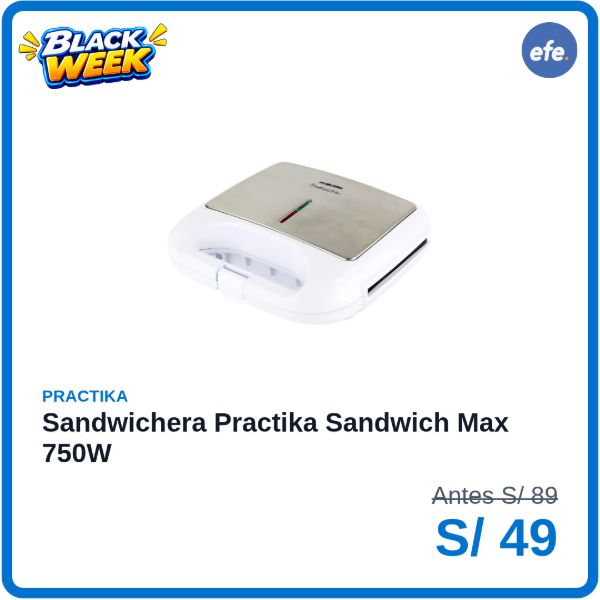 BLACK
WEEK
efe.
PRACTIKA
Sandwichera Practika Sandwich Max
750W
Antes S/ 89
S/ 49